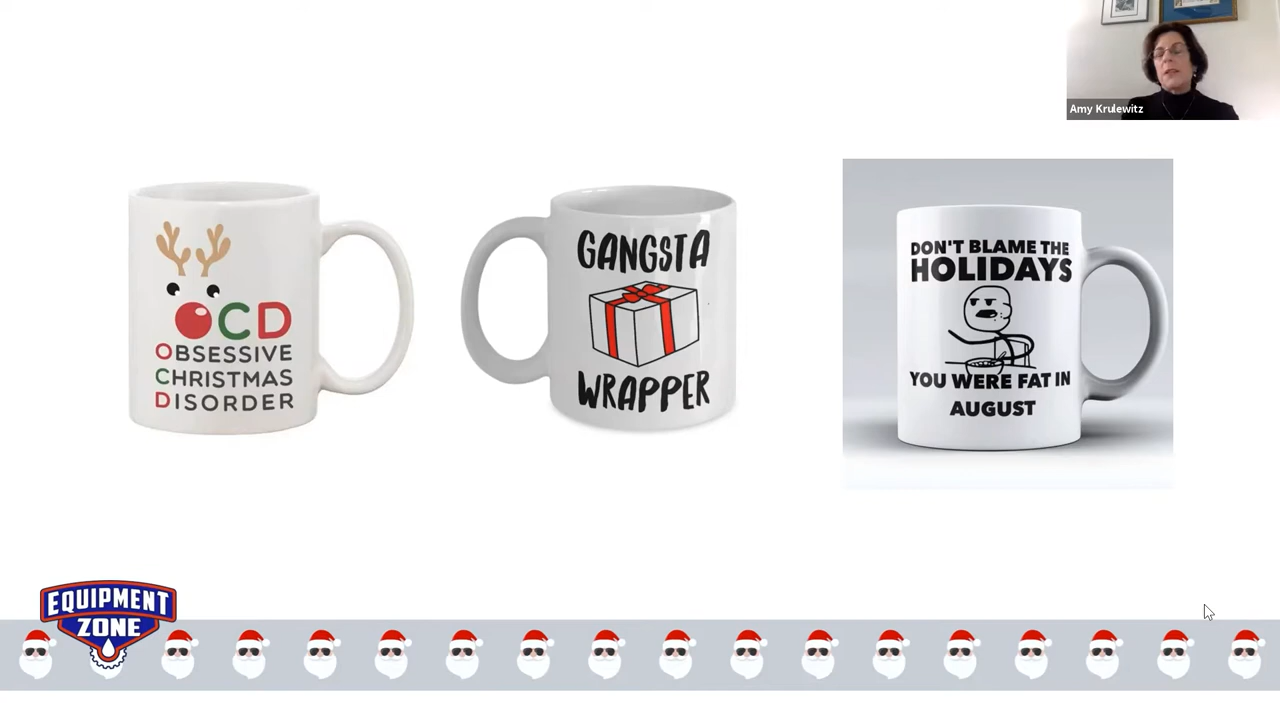 Amy Krulewitz
OCD
OBSESSIVE
CHRISTMAS
DISORDER
GANGSTA
WRAPPER
DON'T BLAME THE
HOLIDAYS
YOU WERE FAT IN
AUGUST
EQUIPMENT
ZONE